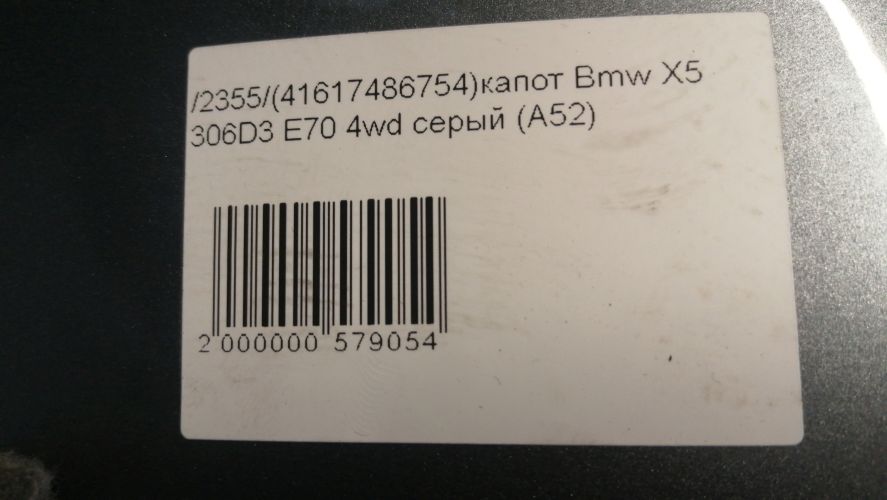 /2355/(41617486754)капот Bmw X5
306D3 E70 4wd серый (A52)
2 000000 579054